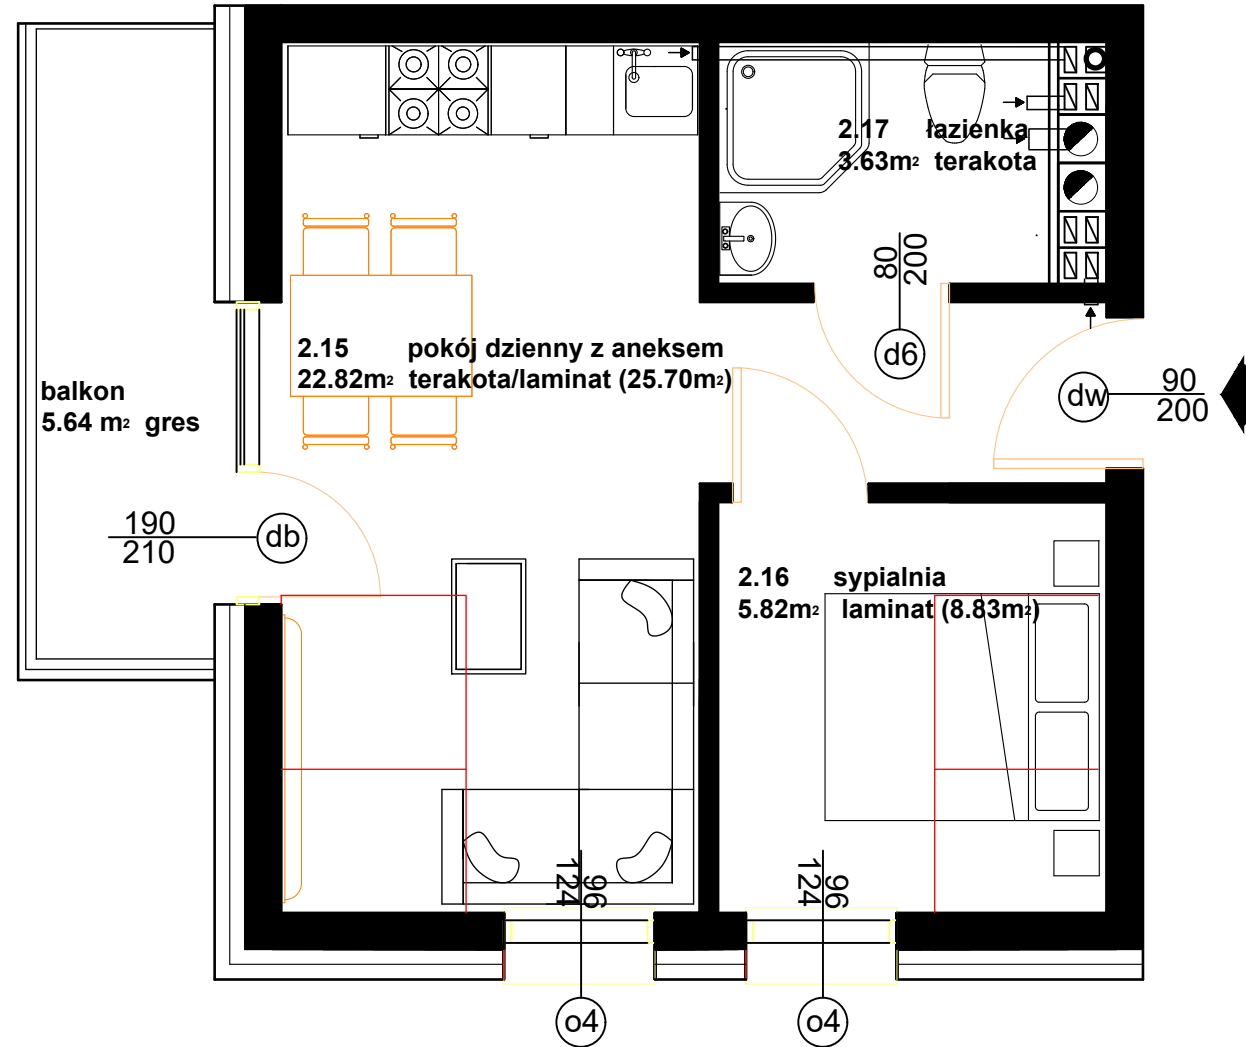 2.17 łazienka
3.63m² terakota
80
200
d6
2.15 pokój dzienny z aneksem
22.82m² terakota/laminat (25.70m²)
balkon
5.64 m² gres
dw
90
200
190
210
db
2.16 sypialnia
5.82m² laminat (8.83m²)
124
96
124
96
o4
o4